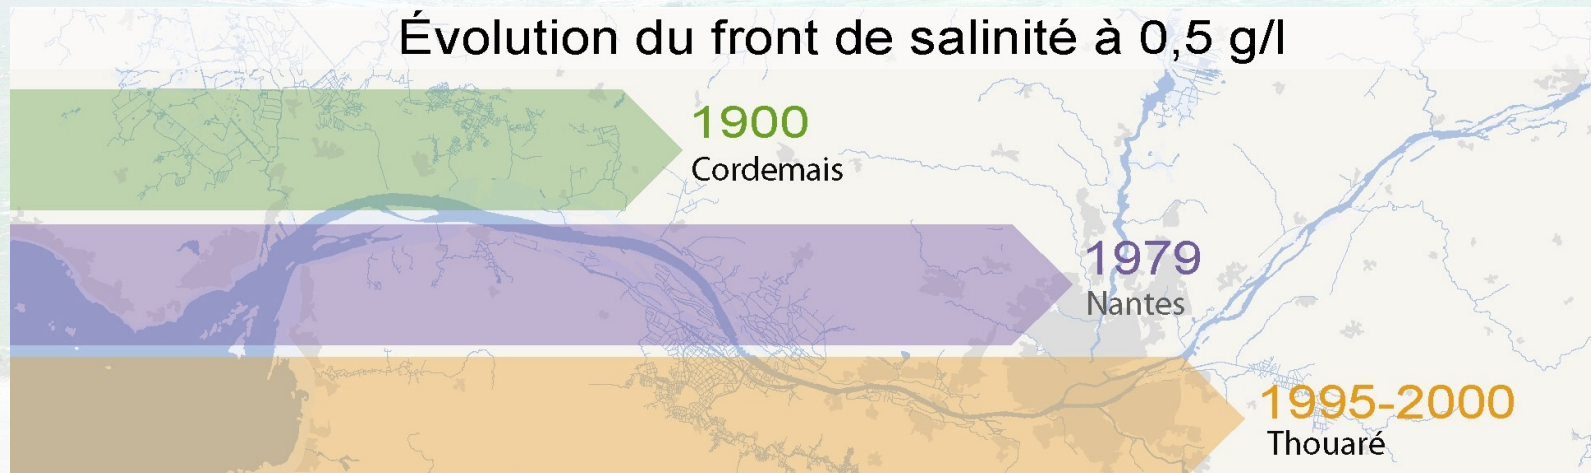 Évolution du front de salinité à 0,5 g/l
1900
Cordemais
1979
Nantes
1995-2000
Thouaré